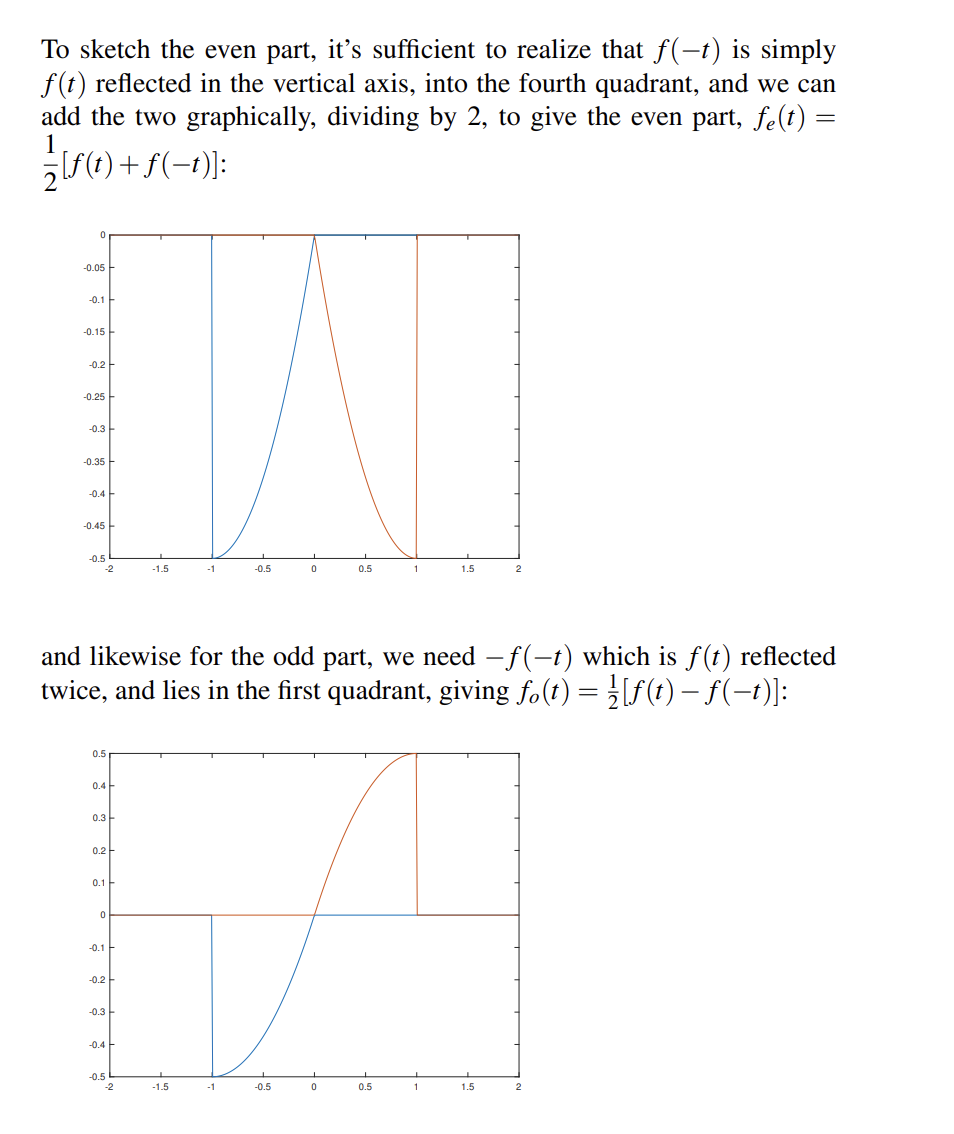 To sketch the even part, it's sufficient to realize that f(−t) is simply
f(t) reflected in the vertical axis, into the fourth quadrant, and we can
add the two graphically, dividing by 2, to give the even part, fₑ(t) =
1/2[f(t) + f(−t)]:
0
-0.05
-0.1
-0.15
-0.2
-0.25
-0.3
-0.35
-0.4
-0.45
-0.5
-2 -1.5 -1 -0.5 0 0.5 1 1.5 2
and likewise for the odd part, we need −f(−t) which is f(t) reflected
twice, and lies in the first quadrant, giving fₒ(t) = 1/2[f(t) − f(−t)]:
0.5
0.4
0.3
0.2
0.1
0
-0.1
-0.2
-0.3
-0.4
-0.5
-2 -1.5 -1 -0.5 0 0.5 1 1.5 2